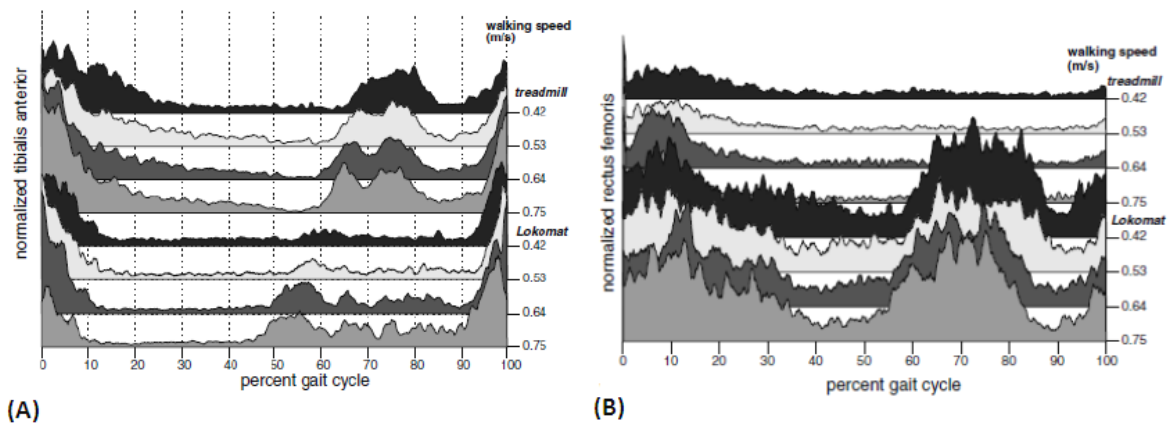 walking speed
(m/s)
normalized tibialis anterior
treadmill
0.42
0.53
0.64
0.75
Lokomat
0.42
0.53
0.64
0.75
0 10 20 30 40 50 60 70 80 90 100
percent gait cycle
(A)
walking speed
(m/s)
normalized rectus femoris
treadmill
0.42
0.53
0.64
0.75
Lokomat
0.42
0.53
0.64
0.75
0 10 20 30 40 50 60 70 80 90 100
percent gait cycle
(B)